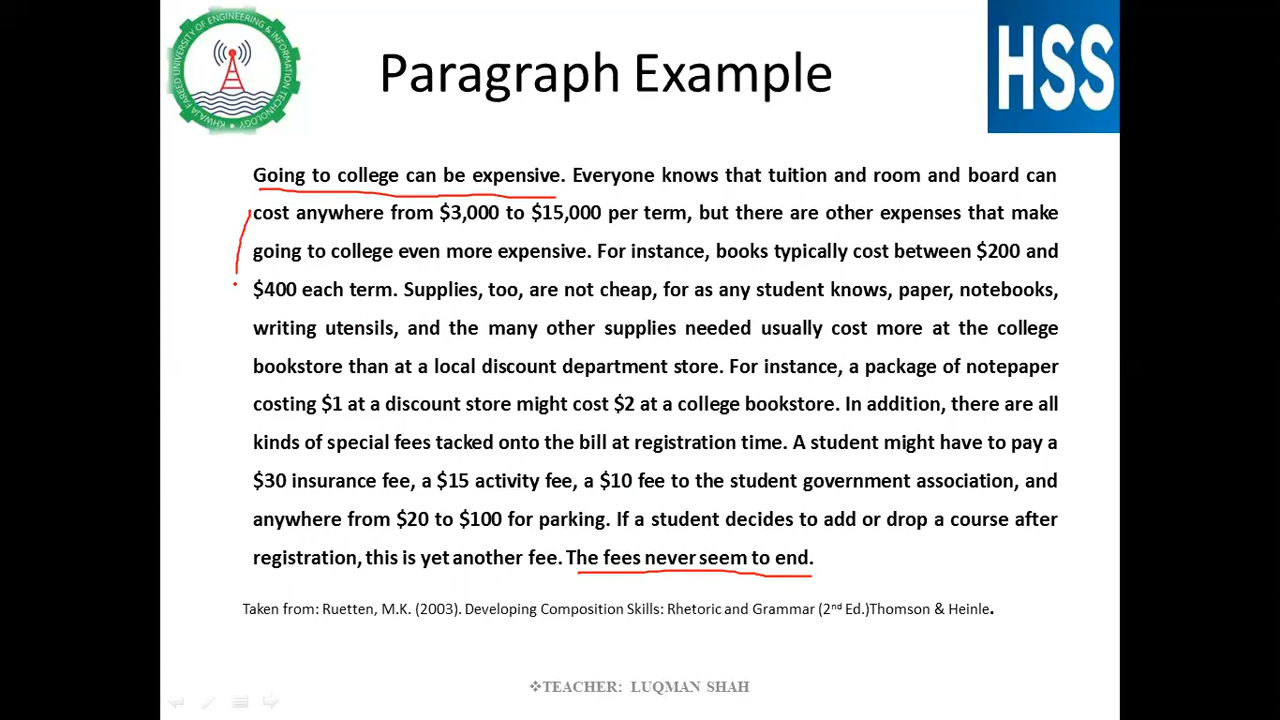 KHWAJA FAREED UNIVERSITY OF ENGINEERING & INFORMATION TECHNOLOGY
Paragraph Example
HSS
Going to college can be expensive. Everyone knows that tuition and room and board can
cost anywhere from $3,000 to $15,000 per term, but there are other expenses that make
going to college even more expensive. For instance, books typically cost between $200 and
$400 each term. Supplies, too, are not cheap, for as any student knows, paper, notebooks,
writing utensils, and the many other supplies needed usually cost more at the college
bookstore than at a local discount department store. For instance, a package of notepaper
costing $1 at a discount store might cost $2 at a college bookstore. In addition, there are all
kinds of special fees tacked onto the bill at registration time. A student might have to pay a
$30 insurance fee, a $15 activity fee, a $10 fee to the student government association, and
anywhere from $20 to $100 for parking. If a student decides to add or drop a course after
registration, this is yet another fee. The fees never seem to end.
Taken from: Ruetten, M.K. (2003). Developing Composition Skills: Rhetoric and Grammar (2nd Ed.)Thomson & Heinle.
❖TEACHER: LUQMAN SHAH